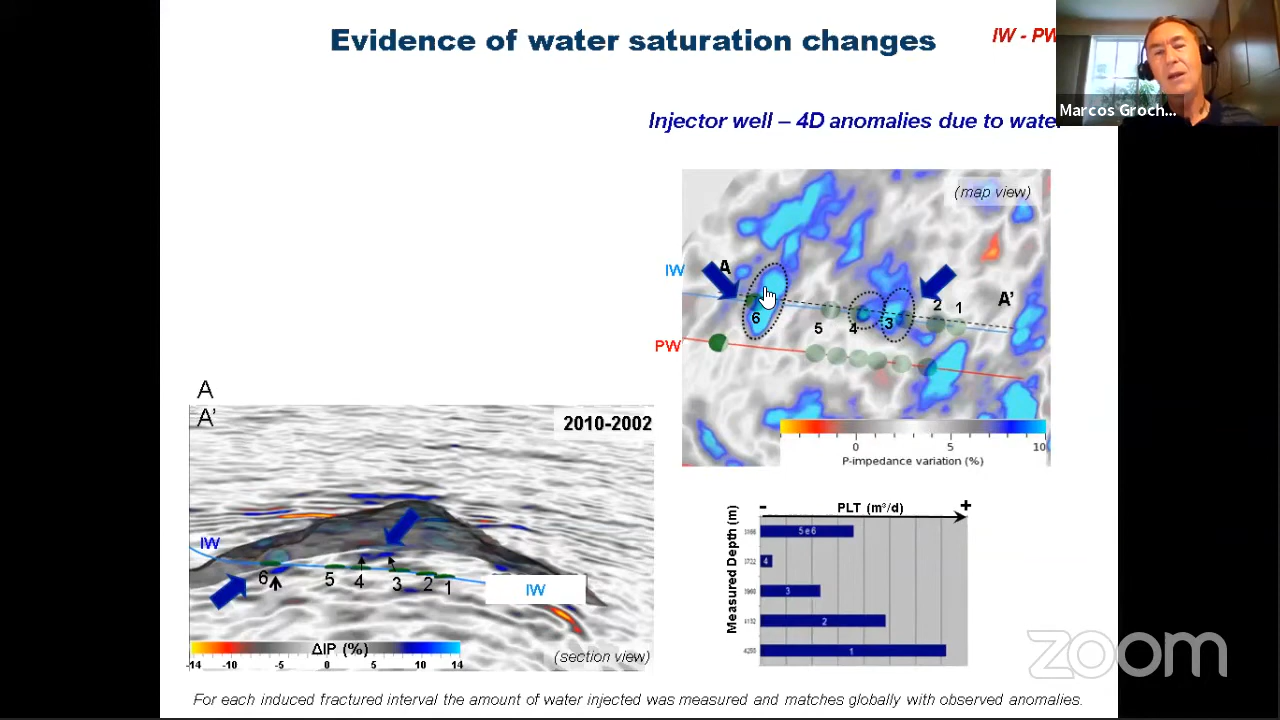 Evidence of water saturation changes
IW - PW
Marcos Groch...
Injector well – 4D anomalies due to water
(map view)
IW
A
A'
6
5
4
3
2
1
PW
0
5
10
P-impedance variation (%)
A
A'
2010-2002
IW
6
5
4
3
2
1
IW
ΔIP (%)
-14
-10
-5
0
5
10
14
(section view)
-
PLT (m³/d)
+
Measured Depth (m)
5 e 6
4
3
2
1
zoom
For each induced fractured interval the amount of water injected was measured and matches globally with observed anomalies.